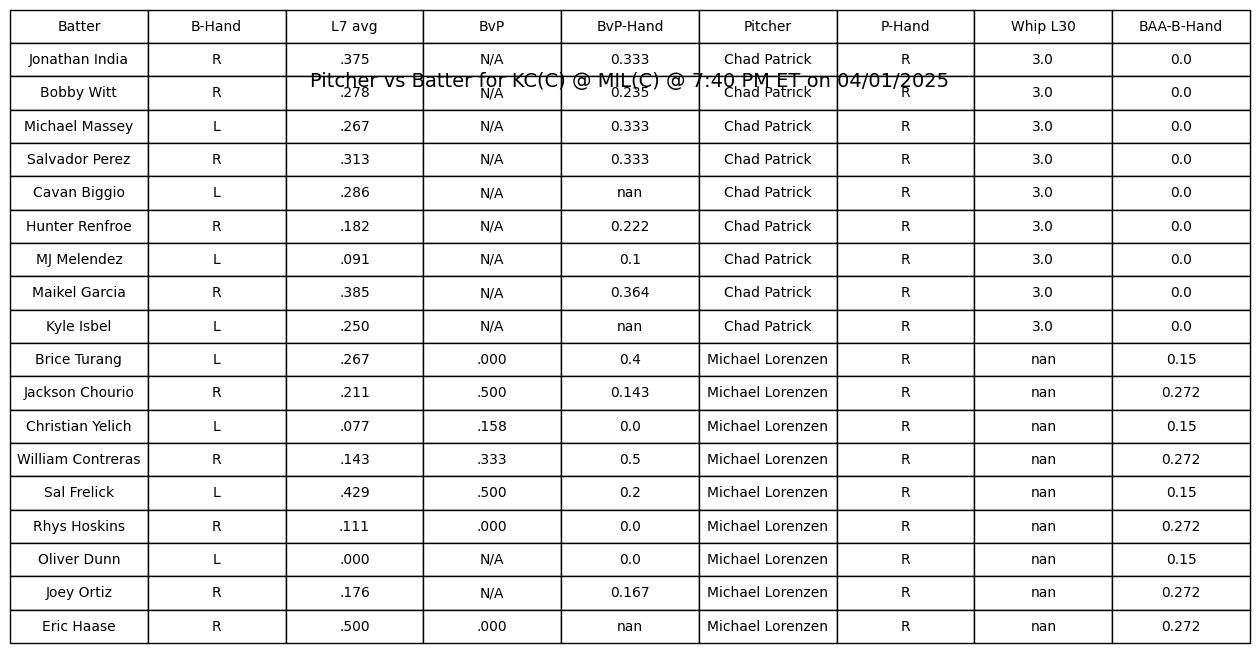 Batter B-Hand L7 avg BvP BvP-Hand Pitcher P-Hand Whip L30 BAA-B-Hand
Jonathan India R .375 N/A 0.333 Chad Patrick R 3.0 0.0
Pitcher vs Batter for KC(C) @ MIL(C) @ 7:40 PM ET on 04/01/2025
Bobby Witt R .278 N/A 0.235 Chad Patrick R 3.0 0.0
Michael Massey L .267 N/A 0.333 Chad Patrick R 3.0 0.0
Salvador Perez R .313 N/A 0.333 Chad Patrick R 3.0 0.0
Cavan Biggio L .286 N/A nan Chad Patrick R 3.0 0.0
Hunter Renfroe R .182 N/A 0.222 Chad Patrick R 3.0 0.0
MJ Melendez L .091 N/A 0.1 Chad Patrick R 3.0 0.0
Maikel Garcia R .385 N/A 0.364 Chad Patrick R 3.0 0.0
Kyle Isbel L .250 N/A nan Chad Patrick R 3.0 0.0
Brice Turang L .267 .000 0.4 Michael Lorenzen R nan 0.15
Jackson Chourio R .211 .500 0.143 Michael Lorenzen R nan 0.272
Christian Yelich L .077 .158 0.0 Michael Lorenzen R nan 0.15
William Contreras R .143 .333 0.5 Michael Lorenzen R nan 0.272
Sal Frelick L .429 .500 0.2 Michael Lorenzen R nan 0.15
Rhys Hoskins R .111 .000 0.0 Michael Lorenzen R nan 0.272
Oliver Dunn L .000 N/A 0.0 Michael Lorenzen R nan 0.15
Joey Ortiz R .176 N/A 0.167 Michael Lorenzen R nan 0.272
Eric Haase R .500 .000 nan Michael Lorenzen R nan 0.272